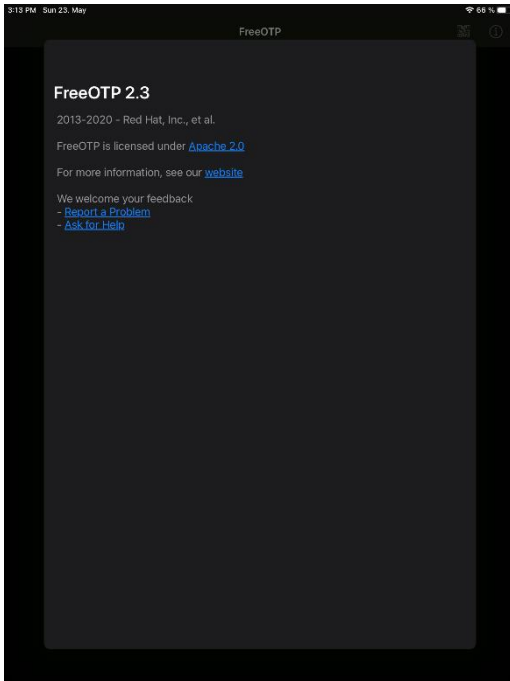 3:13 PM Sun 23. May 66 %
FreeOTP
FreeOTP 2.3
2013-2020 - Red Hat, Inc., et al.
FreeOTP is licensed under Apache 2.0
For more information, see our website
We welcome your feedback
- Report a Problem
- Ask for Help